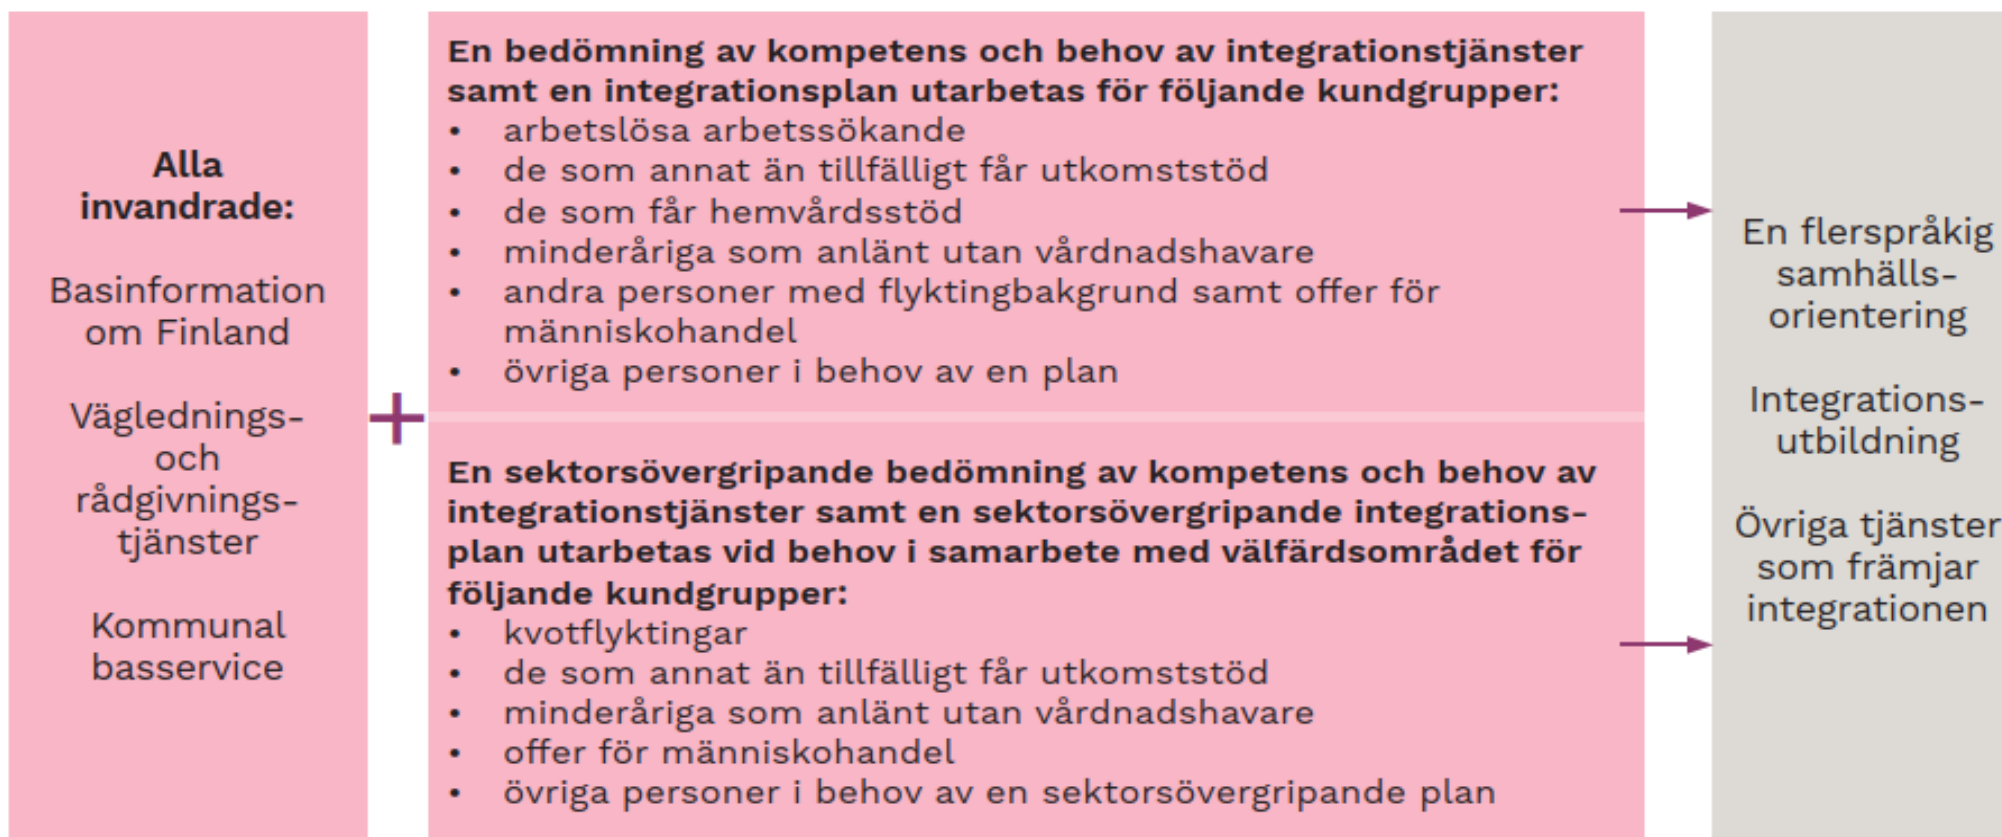 Alla
invandrade:
Basinformation
om Finland
Väglednings-
och
rådgivnings-
tjänster
Kommunal
basservice
+
En bedömning av kompetens och behov av integrationstjänster
samt en integrationsplan utarbetas för följande kundgrupper:
• arbetslösa arbetssökande
• de som annat än tillfälligt får utkomststöd
• de som får hemvårdsstöd
• minderåriga som anlänt utan vårdnadshavare
• andra personer med flyktingbakgrund samt offer för
människohandel
• övriga personer i behov av en plan
En sektorsövergripande bedömning av kompetens och behov av
integrationstjänster samt en sektorsövergripande integrations-
plan utarbetas vid behov i samarbete med välfärdsområdet för
följande kundgrupper:
• kvotflyktingar
• de som annat än tillfälligt får utkomststöd
• minderåriga som anlänt utan vårdnadshavare
• offer för människohandel
• övriga personer i behov av en sektorsövergripande plan
En flerspråkig
samhälls-
orientering
Integrations-
utbildning
Övriga tjänster
som främjar
integrationen